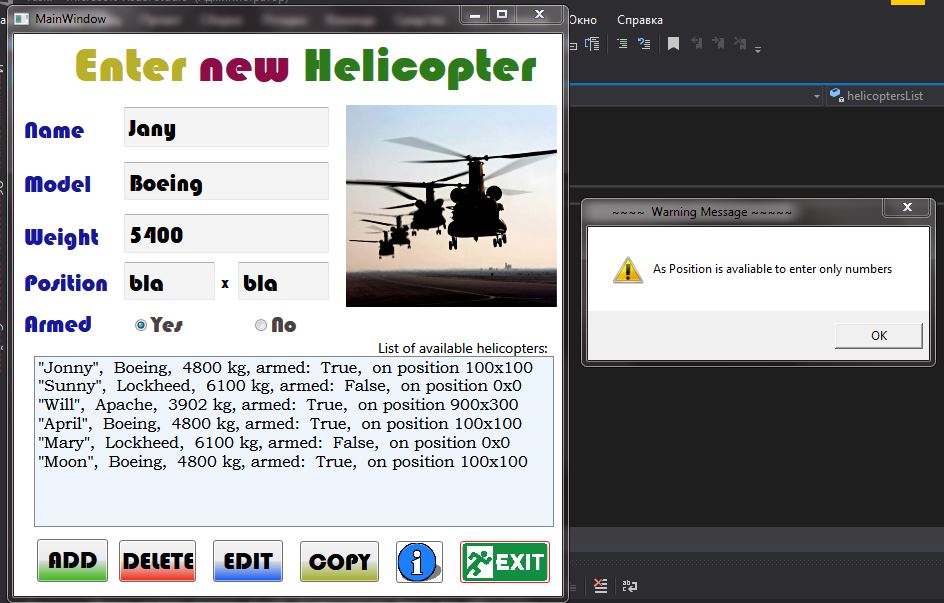 MainWindow
Окно Справка
helicoptersList
Enter new Helicopter
Name Jany
Model Boeing
Weight 5400
Position bla x bla
Armed Yes No
List of available helicopters:
"Jonny", Boeing, 4800 kg, armed: True, on position 100x100
"Sunny", Lockheed, 6100 kg, armed: False, on position 0x0
"Will", Apache, 3902 kg, armed: True, on position 900x300
"April", Boeing, 4800 kg, armed: True, on position 100x100
"Mary", Lockheed, 6100 kg, armed: False, on position 0x0
"Moon", Boeing, 4800 kg, armed: True, on position 100x100
ADD DELETE EDIT COPY i EXIT
~~~~ Warning Message ~~~~~
As Position is avaliable to enter only numbers
OK